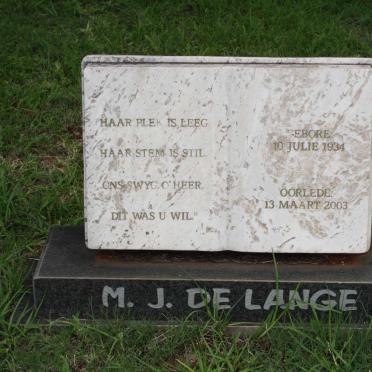 HAAR PLEK IS LEEG
HAAR STEM IS STIL
ONS SWYG O' HEER
DIT WAS U WIL"
GEBORE
10 JULIE 1934
OORLEDE
13 MAART 2003
M. J. DE LANGE